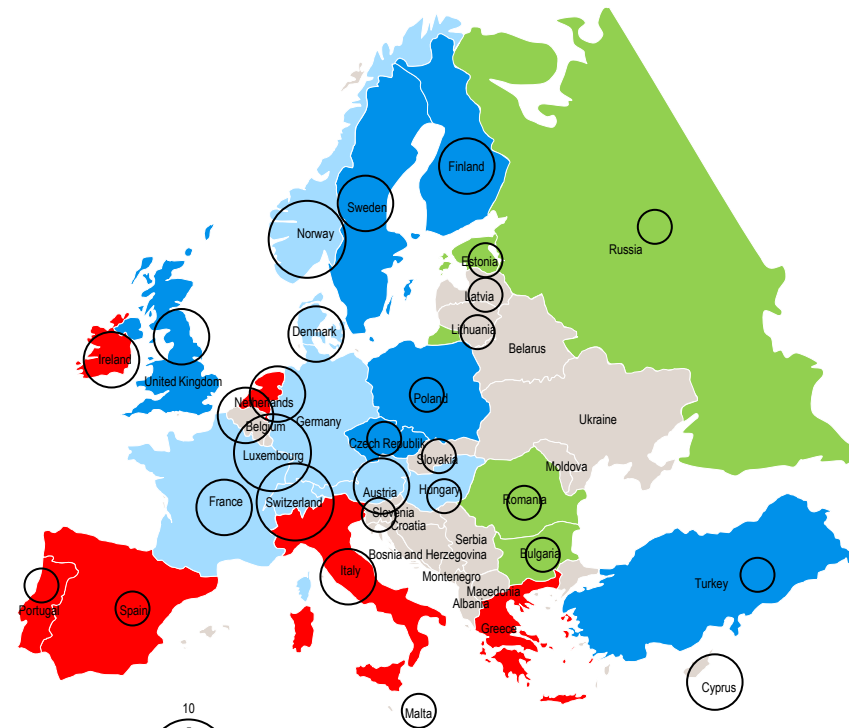 Finland
Sweden
Norway
Russia
Estonia
Latvia
Denmark
Lithuania
Belarus
Ireland
United Kingdom
Netherlands
Poland
Germany
Belgium
Ukraine
Czech Republik
Luxembourg
Slovakia
Moldova
Austria
Hungary
France
Switzerland
Romania
Slovenia
Croatia
Serbia
Bosnia and Herzegovina
Bulgaria
Italy
Montenegro
Turkey
Macedonia
Albania
Portugal
Spain
Greece
Cyprus
10
Malta